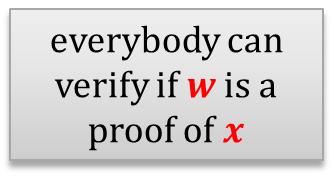 everybody can
verify if w is a
proof of x